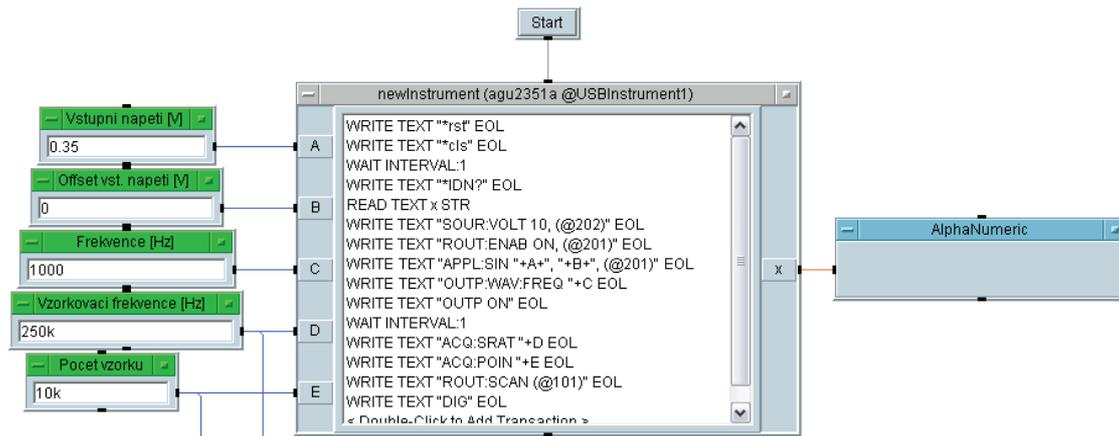 Start
newInstrument (agu2351a @USBInstrument1)
Vstupni napeti [V]
0.35
Offset vst. napeti [V]
0
Frekvence [Hz]
1000
Vzorkovaci frekvence [Hz]
250k
Pocet vzorku
10k
A
B
C
D
E
WRITE TEXT "*rst" EOL
WRITE TEXT "*cls" EOL
WAIT INTERVAL:1
WRITE TEXT "*IDN?" EOL
READ TEXT x STR
WRITE TEXT "SOUR:VOLT 10, (@202)" EOL
WRITE TEXT "ROUT:ENAB ON, (@201)" EOL
WRITE TEXT "APPL:SIN "+A+", "+B+", (@201)" EOL
WRITE TEXT "OUTP:WAV:FREQ "+C EOL
WRITE TEXT "OUTP ON" EOL
WAIT INTERVAL:1
WRITE TEXT "ACQ:SRAT "+D EOL
WRITE TEXT "ACQ:POIN "+E EOL
WRITE TEXT "ROUT:SCAN (@101)" EOL
WRITE TEXT "DIG" EOL
< Double-Click to Add Transaction >
X
AlphaNumeric